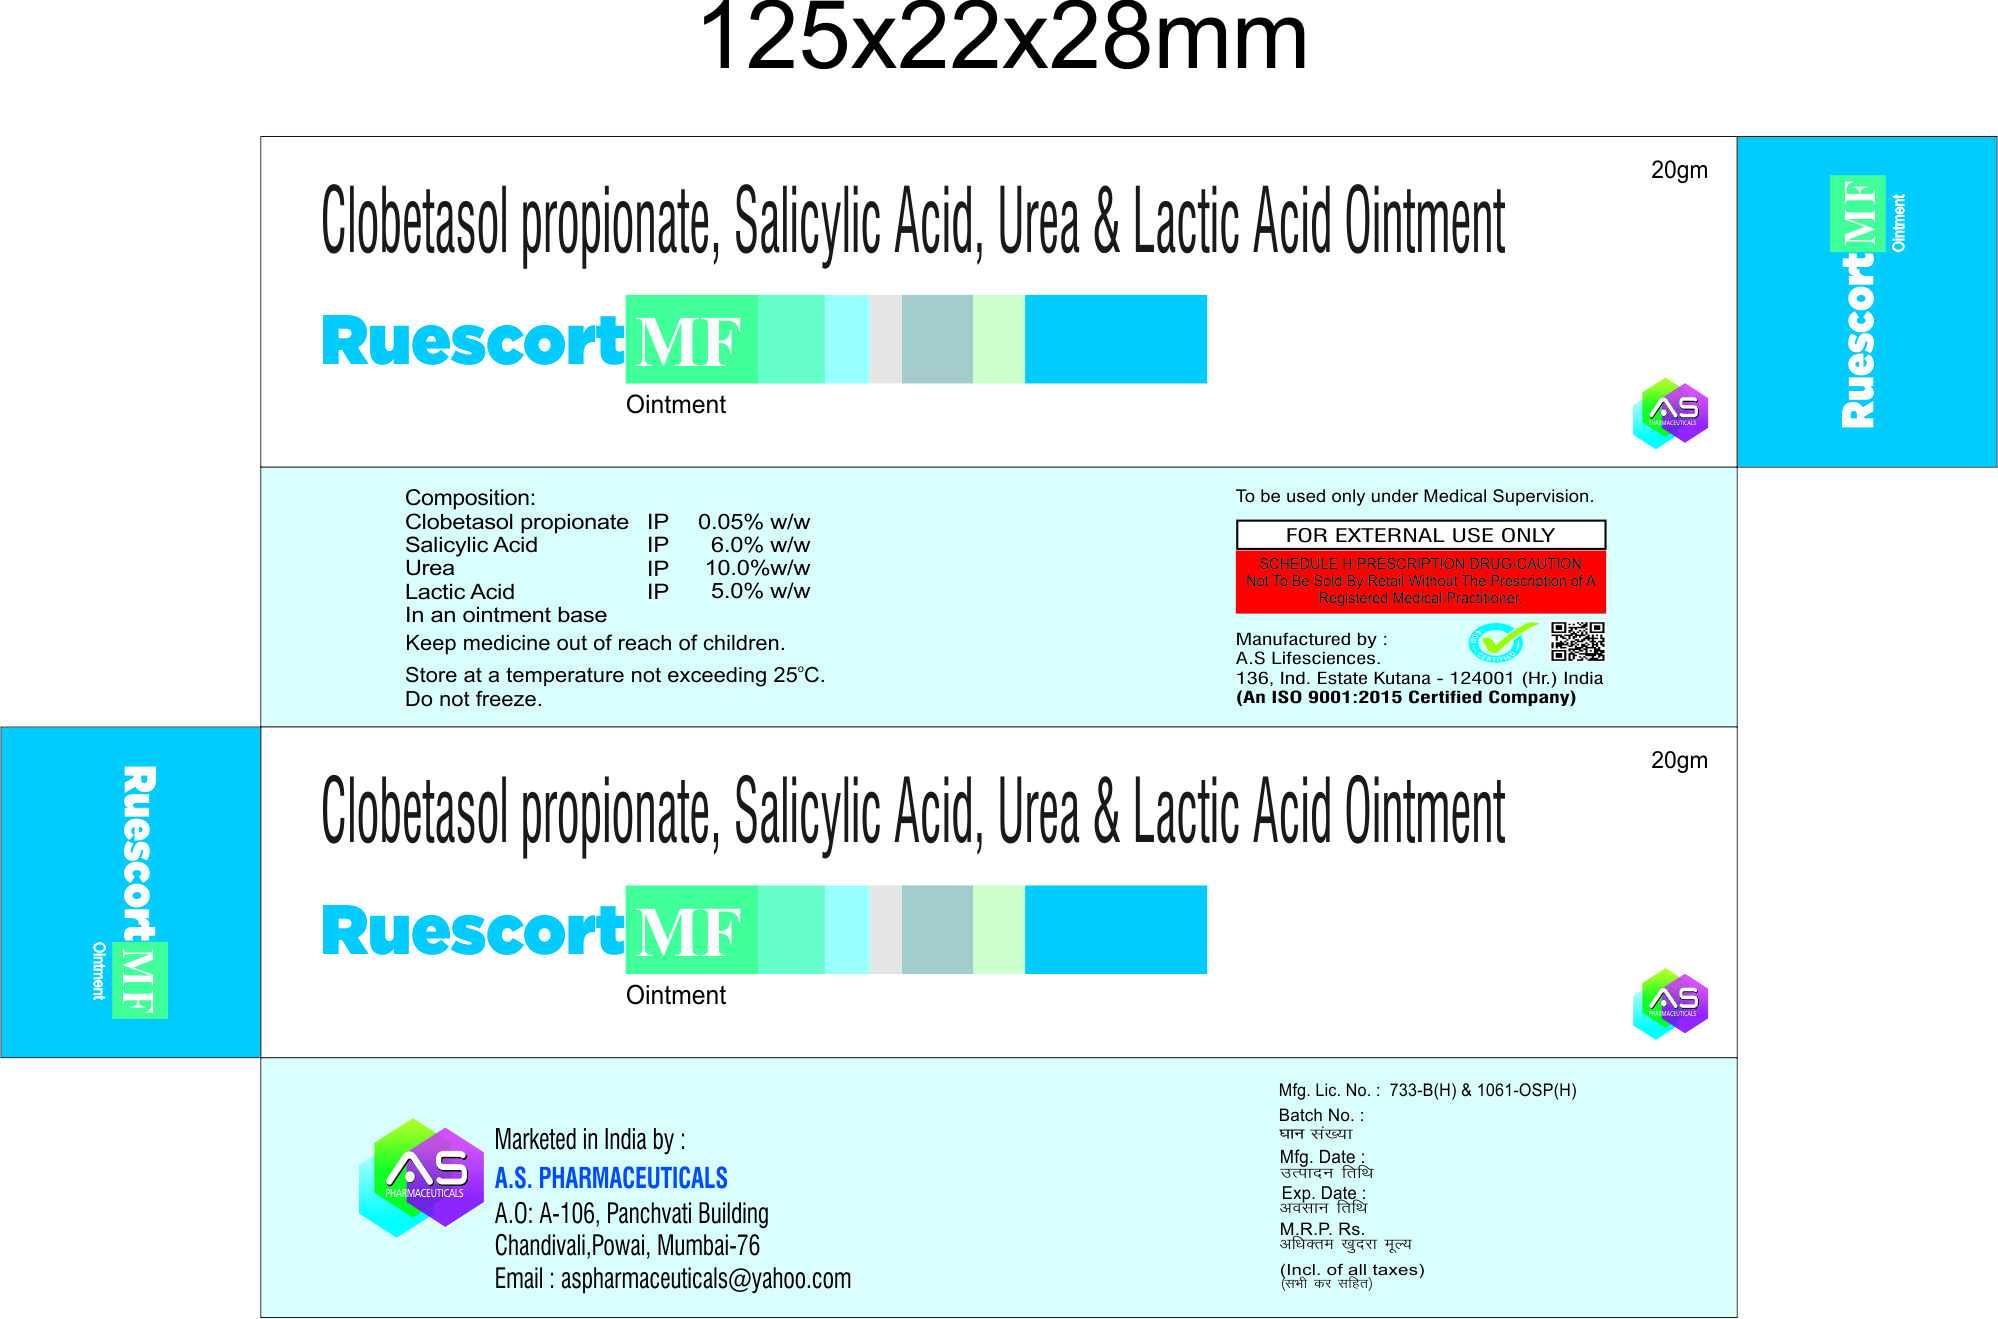 125x22x28mm
20gm
Clobetasol propionate, Salicylic Acid, Urea & Lactic Acid Ointment
Ruescort MF
Ointment
AS
PHARMACEUTICALS
Ruescort MF
Ointment
Composition:
Clobetasol propionate IP 0.05% w/w
Salicylic Acid IP 6.0% w/w
Urea IP 10.0%w/w
Lactic Acid IP 5.0% w/w
In an ointment base
Keep medicine out of reach of children.
Store at a temperature not exceeding 25°C.
Do not freeze.
To be used only under Medical Supervision.
FOR EXTERNAL USE ONLY
SCHEDULE H PRESCRIPTION DRUG-CAUTION
Not To Be Sold By Retail Without The Prescription of A
Registered Medical Practitioner.
Manufactured by :
A.S Lifesciences.
136, Ind. Estate Kutana - 124001 (Hr.) India
(An ISO 9001:2015 Certified Company)
Ruescort MF
Ointment
20gm
Clobetasol propionate, Salicylic Acid, Urea & Lactic Acid Ointment
Ruescort MF
Ointment
AS
PHARMACEUTICALS
AS
PHARMACEUTICALS
Marketed in India by :
A.S. PHARMACEUTICALS
A.O: A-106, Panchvati Building
Chandivali,Powai, Mumbai-76
Email : aspharmaceuticals@yahoo.com
Mfg. Lic. No. : 733-B(H) & 1061-OSP(H)
Batch No. :
घान संख्या
Mfg. Date :
उत्पादन तिथि
Exp. Date :
अवसान तिथि
M.R.P. Rs.
अधिक्तम खुदरा मूल्य
(Incl. of all taxes)
(सभी कर सहित)